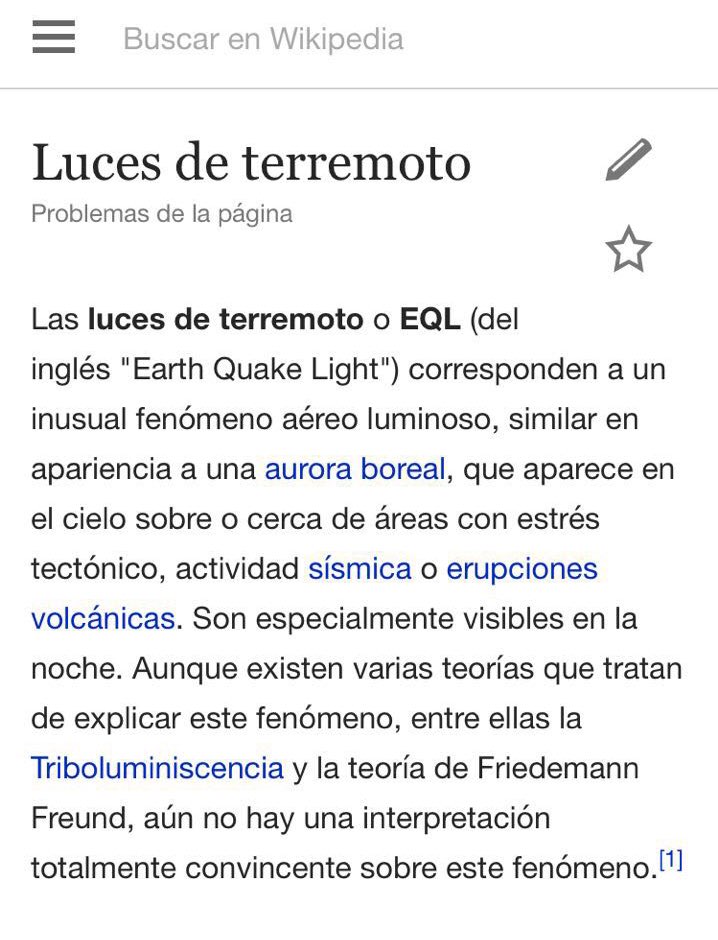 Buscar en Wikipedia
Luces de terremoto
Problemas de la página
Las luces de terremoto o EQL (del
inglés "Earth Quake Light") corresponden a un
inusual fenómeno aéreo luminoso, similar en
apariencia a una aurora boreal, que aparece en
el cielo sobre o cerca de áreas con estrés
tectónico, actividad sísmica o erupciones
volcánicas. Son especialmente visibles en la
noche. Aunque existen varias teorías que tratan
de explicar este fenómeno, entre ellas la
Triboluminiscencia y la teoría de Friedemann
Freund, aún no hay una interpretación
totalmente convincente sobre este fenómeno.[1]